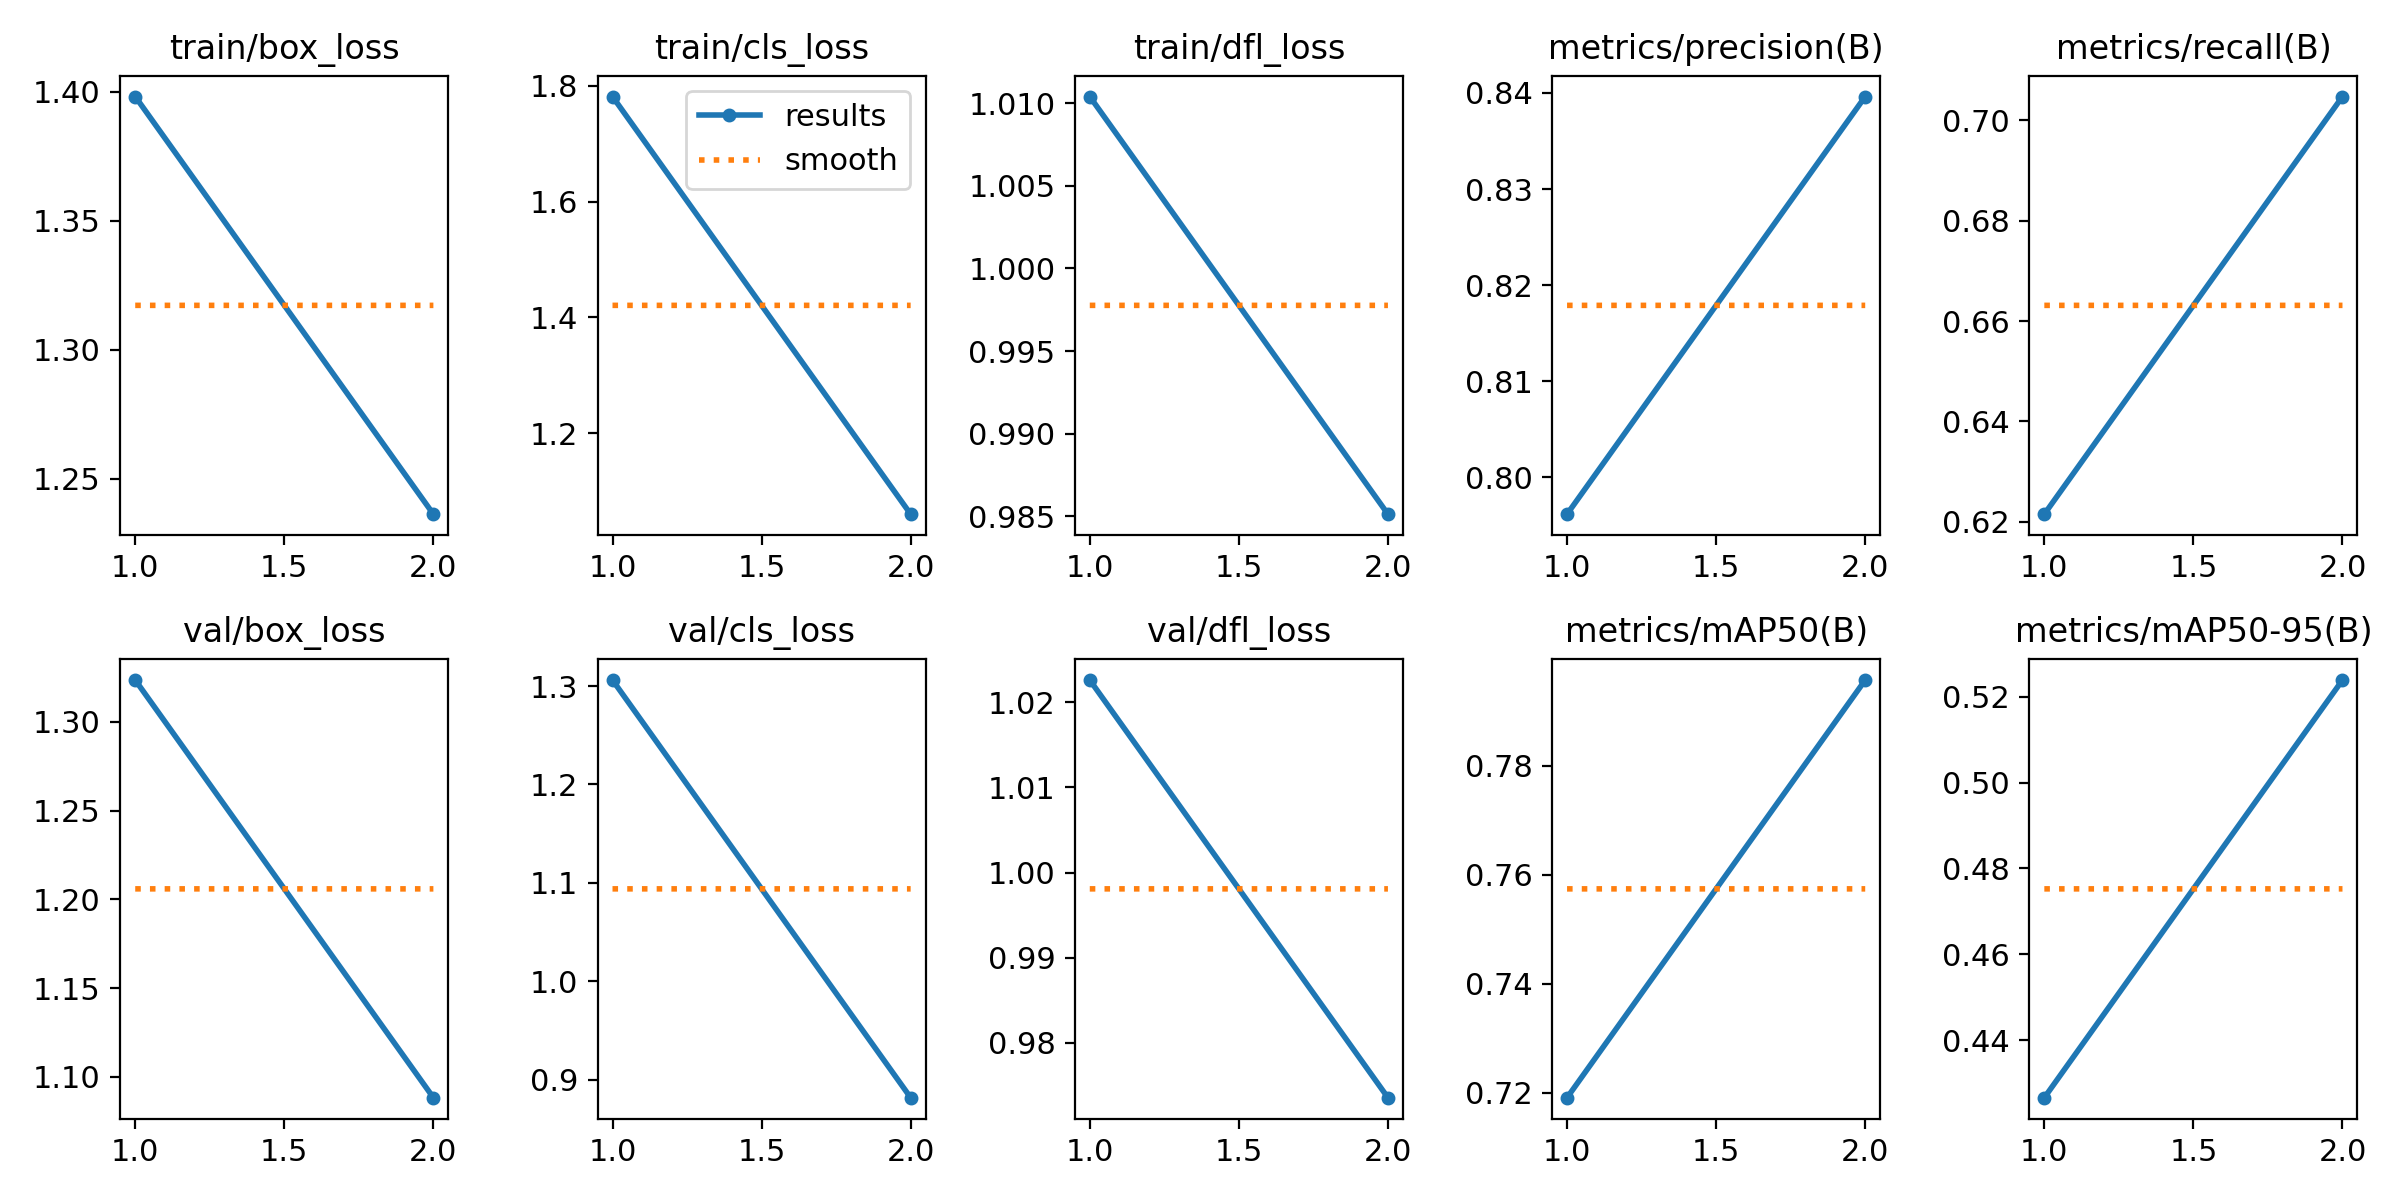 train/box_loss
1.40
1.35
1.30
1.25
1.0 1.5 2.0
train/cls_loss
results
smooth
1.8
1.6
1.4
1.2
1.0 1.5 2.0
train/dfl_loss
1.010
1.005
1.000
0.995
0.990
0.985
1.0 1.5 2.0
metrics/precision(B)
0.84
0.83
0.82
0.81
0.80
1.0 1.5 2.0
metrics/recall(B)
0.70
0.68
0.66
0.64
0.62
1.0 1.5 2.0
val/box_loss
1.30
1.25
1.20
1.15
1.10
1.0 1.5 2.0
val/cls_loss
1.3
1.2
1.1
1.0
0.9
1.0 1.5 2.0
val/dfl_loss
1.02
1.01
1.00
0.99
0.98
1.0 1.5 2.0
metrics/mAP50(B)
0.78
0.76
0.74
0.72
1.0 1.5 2.0
metrics/mAP50-95(B)
0.52
0.50
0.48
0.46
0.44
1.0 1.5 2.0